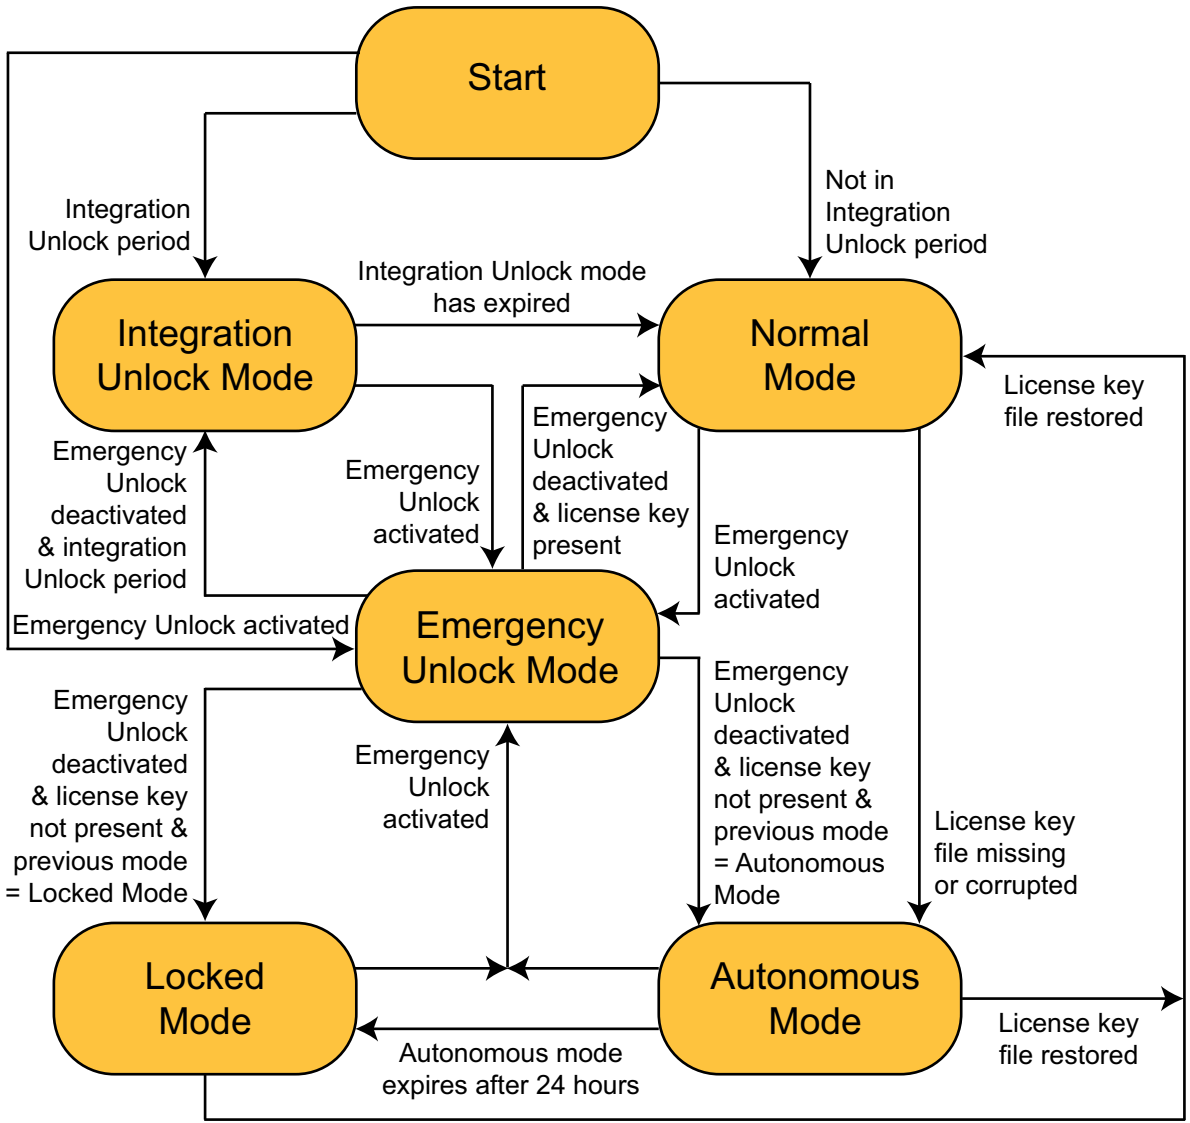 Start
Integration
Unlock period
Not in
Integration
Unlock period
Integration
Unlock Mode
Integration Unlock mode
has expired
Normal
Mode
License key
file restored
Emergency
Unlock
deactivated
& integration
Unlock period
Emergency
Unlock
activated
Emergency
Unlock
deactivated
& license key
present
Emergency
Unlock
activated
Emergency Unlock activated
Emergency
Unlock Mode
Emergency
Unlock
deactivated
& license key
not present &
previous mode
= Locked Mode
Emergency
Unlock
activated
Emergency
Unlock
deactivated
& license key
not present &
previous mode
= Autonomous
Mode
License key
file missing
or corrupted
Locked
Mode
Autonomous
Mode
Autonomous mode
expires after 24 hours
License key
file restored